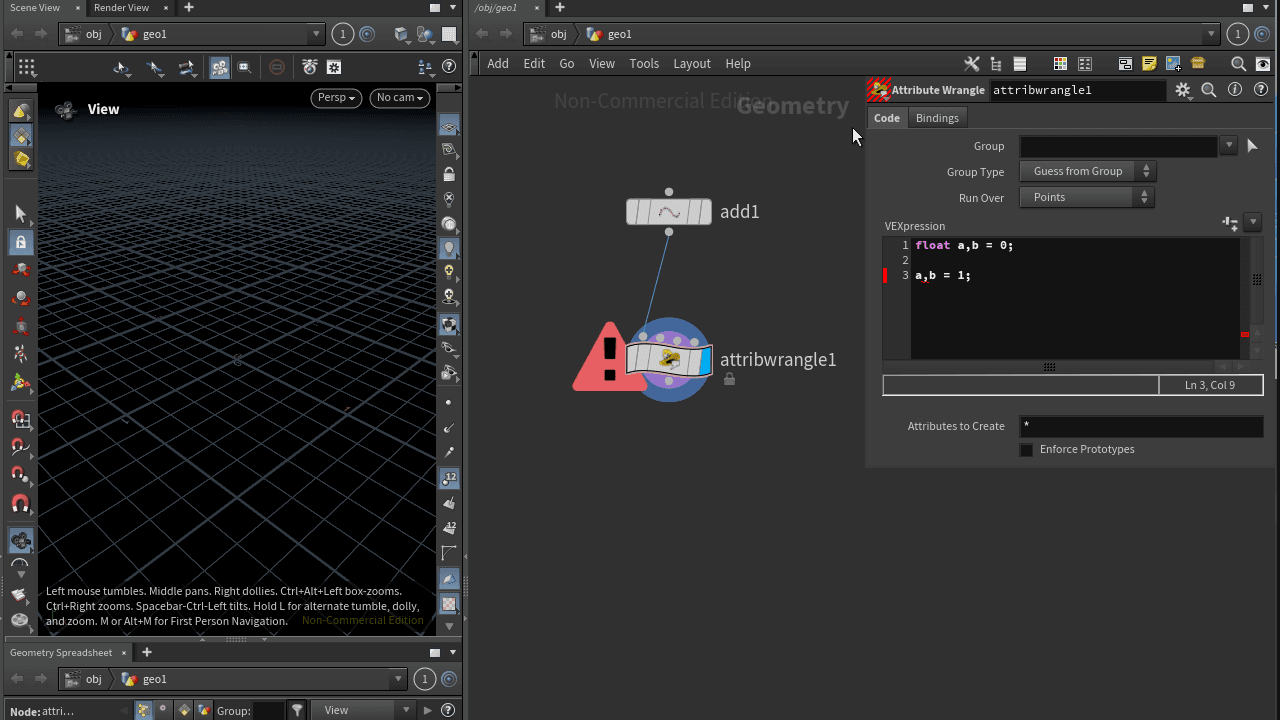 Scene View × Render View × +
/obj/geo1 × +
obj geo1 1
obj geo1 1
Add Edit Go View Tools Layout Help
View
Persp
No cam
Non-Commercial Edition
Geometry
add1
attribwrangle1
Attribute Wrangle attribwrangle1
Code Bindings
Group
Group Type Guess from Group
Run Over Points
VEXpression
1 float a,b = 0;
2
3 a,b = 1;
Ln 3, Col 9
Attributes to Create *
Enforce Prototypes
12
12
Left mouse tumbles. Middle pans. Right dollies. Ctrl+Alt+Left box-zooms.
Ctrl+Right zooms. Spacebar-Ctrl-Left tilts. Hold L for alternate tumble, dolly,
and zoom. M or Alt+M for First Person Navigation.
Non-Commercial Edition
Geometry Spreadsheet × +
obj geo1 1
Node: attri... Group: View